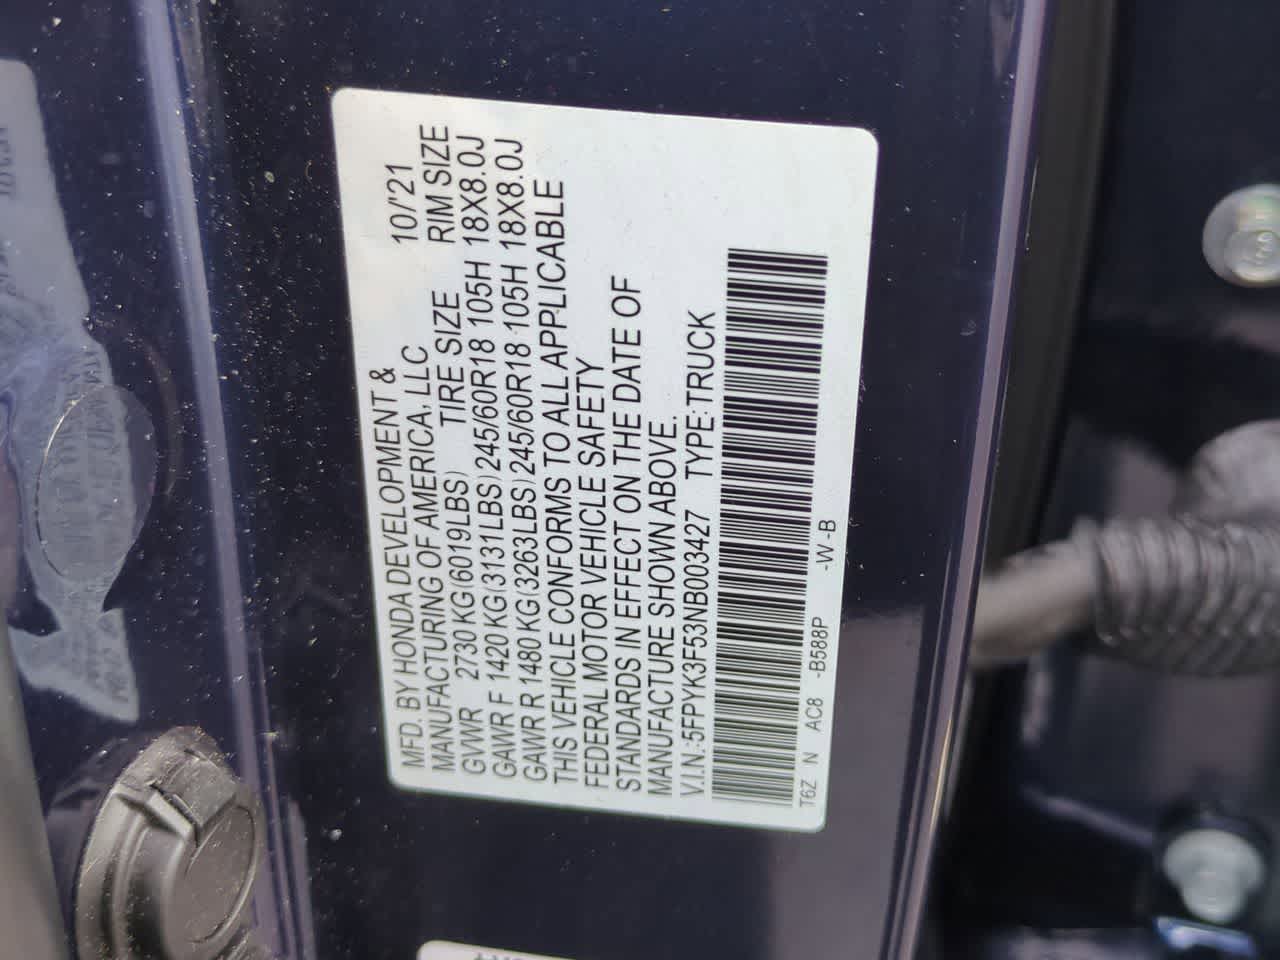 MFD. BY HONDA DEVELOPMENT & 10/'21
MANUFACTURING OF AMERICA, LLC
GVWR 2730 KG(6019LBS) TIRE SIZE RIM SIZE
GAWR F 1420 KG(3131LBS) 245/60R18 105H 18X8.0J
GAWR R 1480 KG(3263LBS) 245/60R18 105H 18X8.0J
THIS VEHICLE CONFORMS TO ALL APPLICABLE
FEDERAL MOTOR VEHICLE SAFETY
STANDARDS IN EFFECT ON THE DATE OF
MANUFACTURE SHOWN ABOVE.
V.I.N.:5FPYK3F53NB003427 TYPE:TRUCK
T6Z N AC8 -B588P -W -B